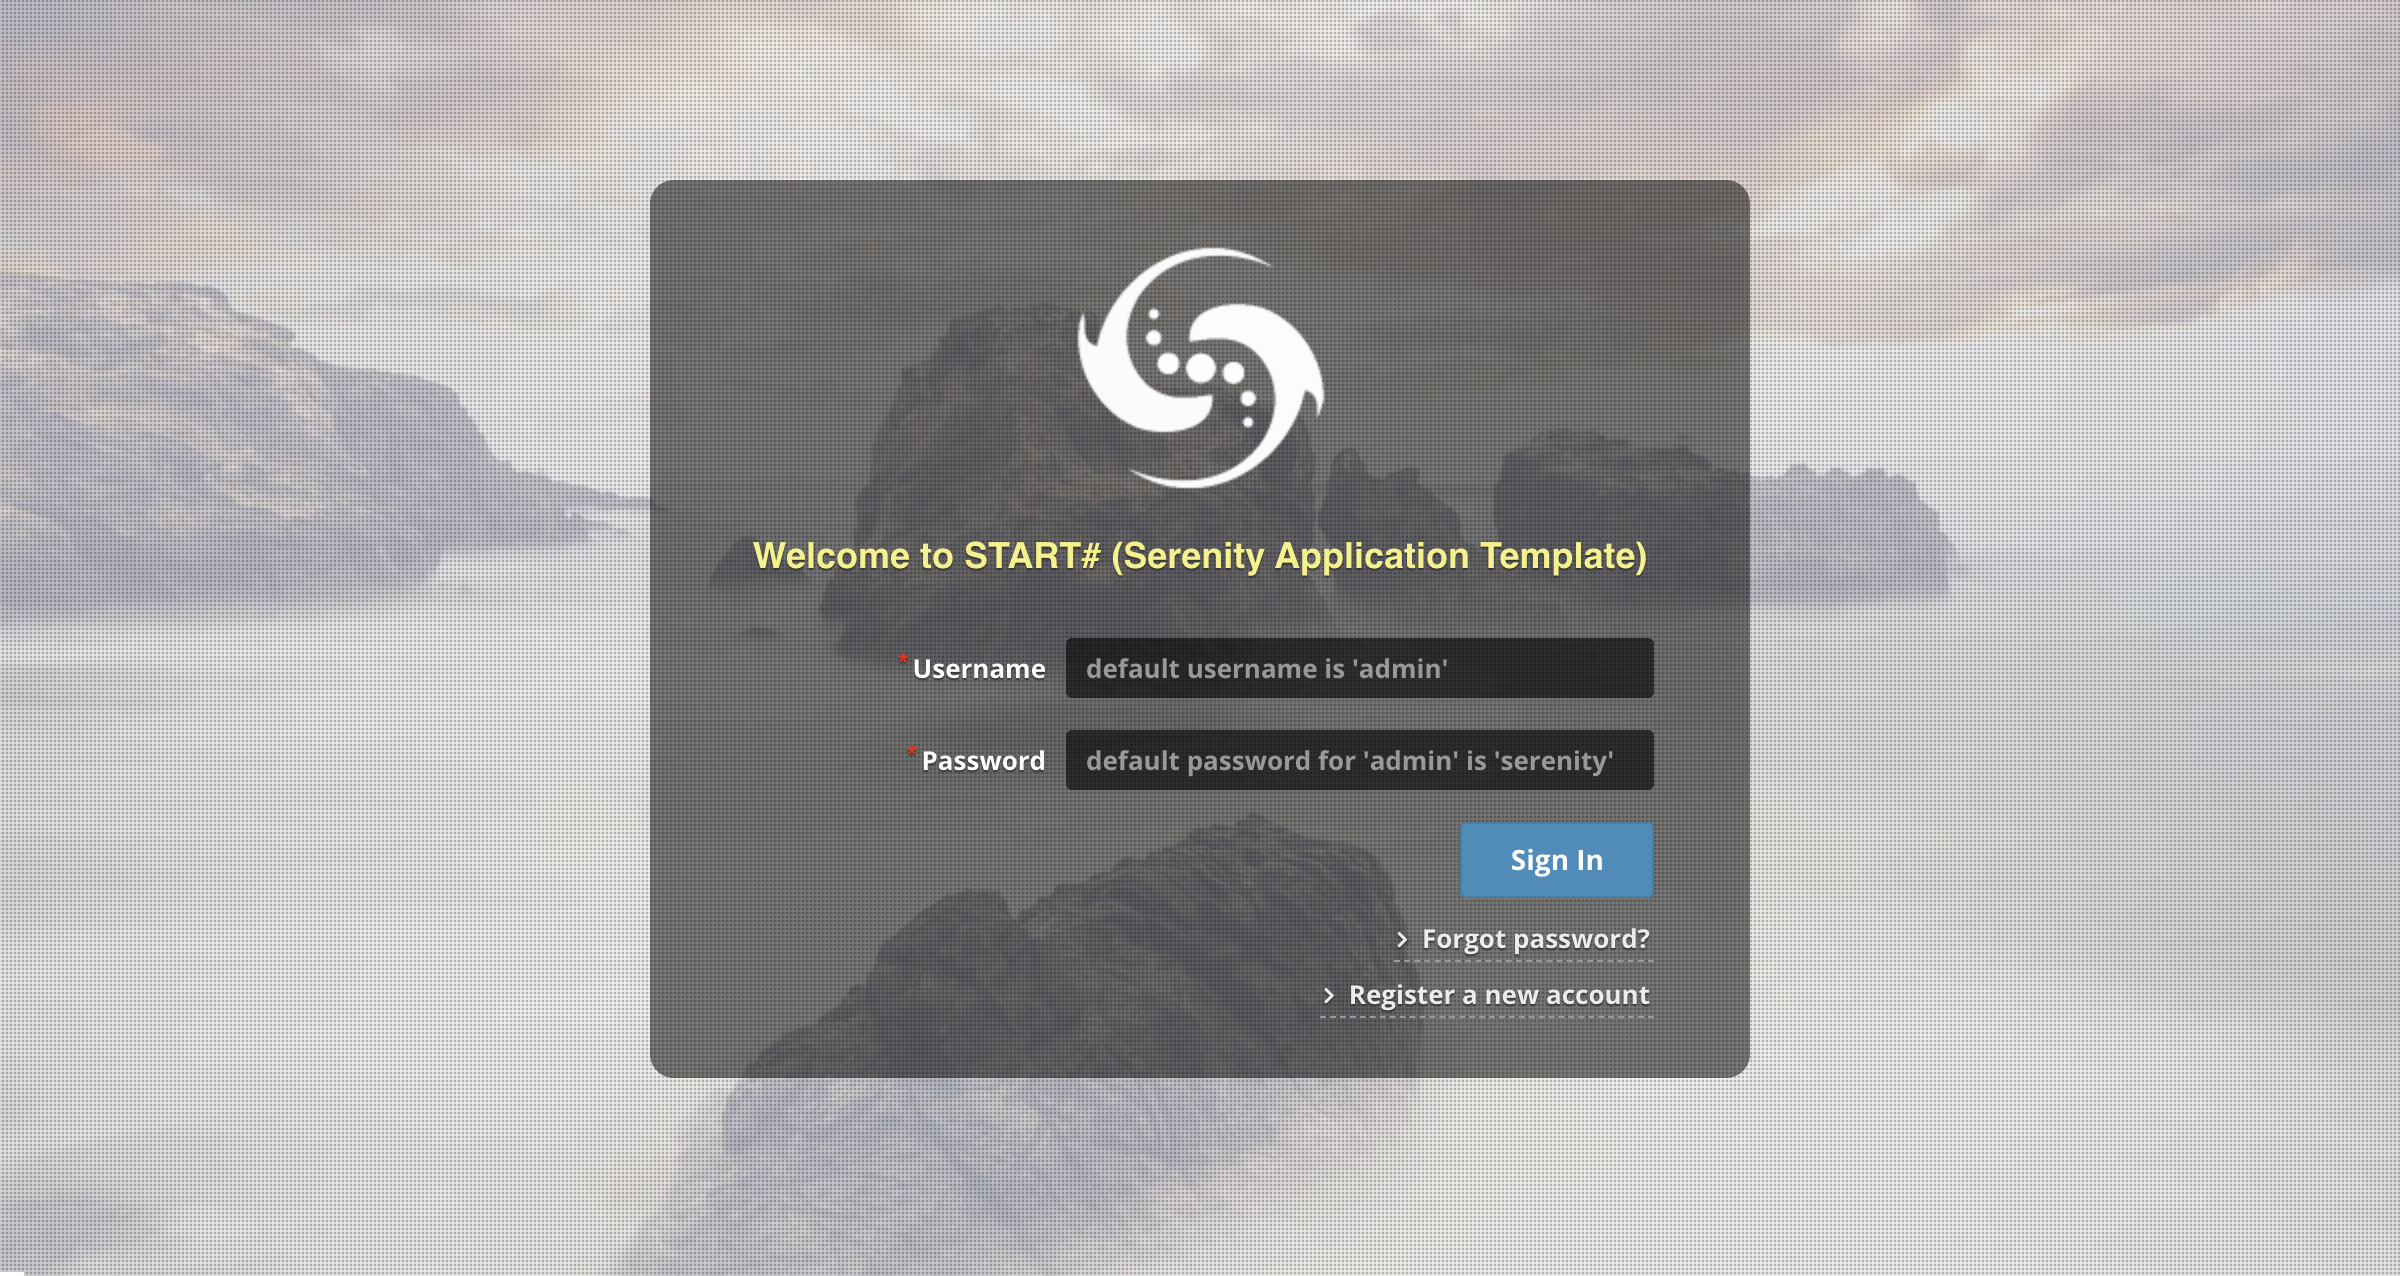 Welcome to START# (Serenity Application Template)
* Username
default username is 'admin'
* Password
default password for 'admin' is 'serenity'
Sign In
> Forgot password?
> Register a new account